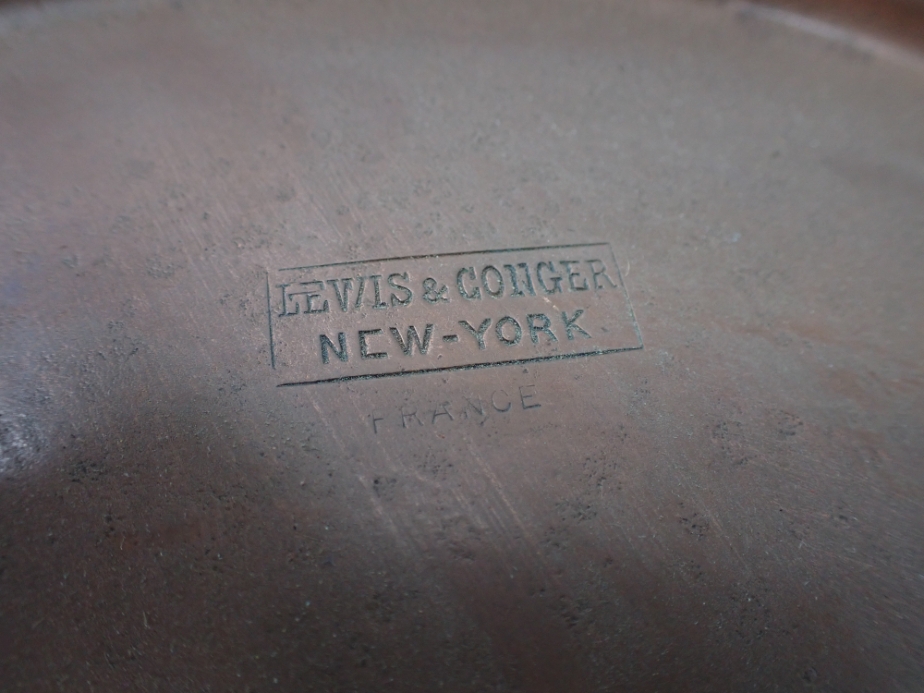 LEWIS & CONGER
NEW-YORK
FRANCE